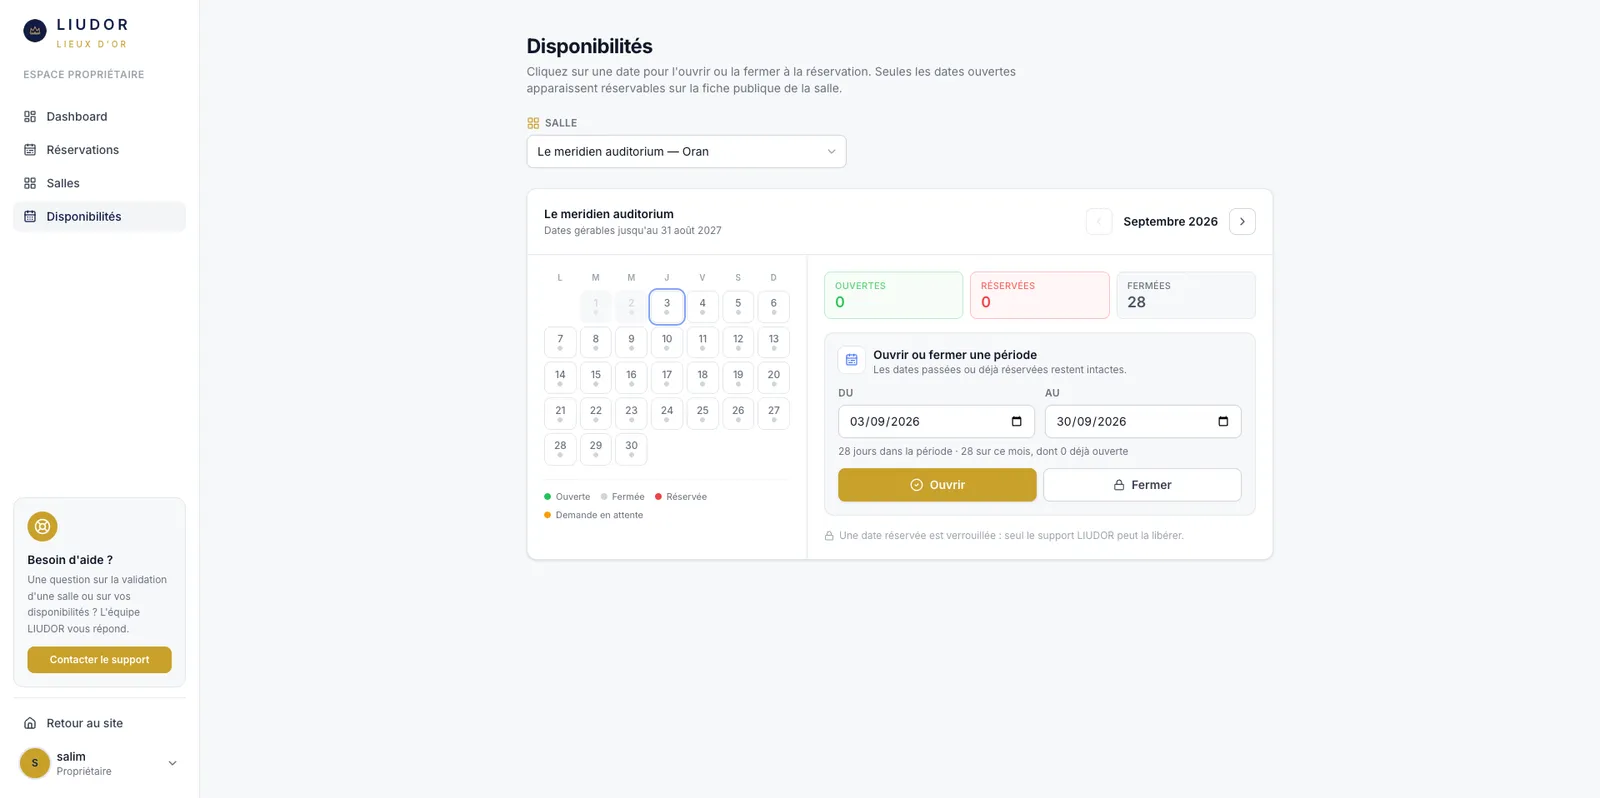 LIUDOR
LIEUX D'OR
ESPACE PROPRIÉTAIRE
Dashboard
Réservations
Salles
Disponibilités
Besoin d'aide ?
Une question sur la validation
d'une salle ou sur vos
disponibilités ? L'équipe
LIUDOR vous répond.
Contacter le support
Retour au site
S
salim
Propriétaire
Disponibilités
Cliquez sur une date pour l'ouvrir ou la fermer à la réservation. Seules les dates ouvertes
apparaissent réservables sur la fiche publique de la salle.
SALLE
Le meridien auditorium — Oran
Le meridien auditorium
Dates gérables jusqu'au 31 août 2027
Septembre 2026
L M M J V S D
1 2 3 4 5 6
7 8 9 10 11 12 13
14 15 16 17 18 19 20
21 22 23 24 25 26 27
28 29 30
Ouverte Fermée Réservée
Demande en attente
OUVERTES RÉSERVÉES FERMÉES
0 0 28
Ouvrir ou fermer une période
Les dates passées ou déjà réservées restent intactes.
DU AU
03/09/2026 30/09/2026
28 jours dans la période · 28 sur ce mois, dont 0 déjà ouverte
Ouvrir Fermer
Une date réservée est verrouillée : seul le support LIUDOR peut la libérer.